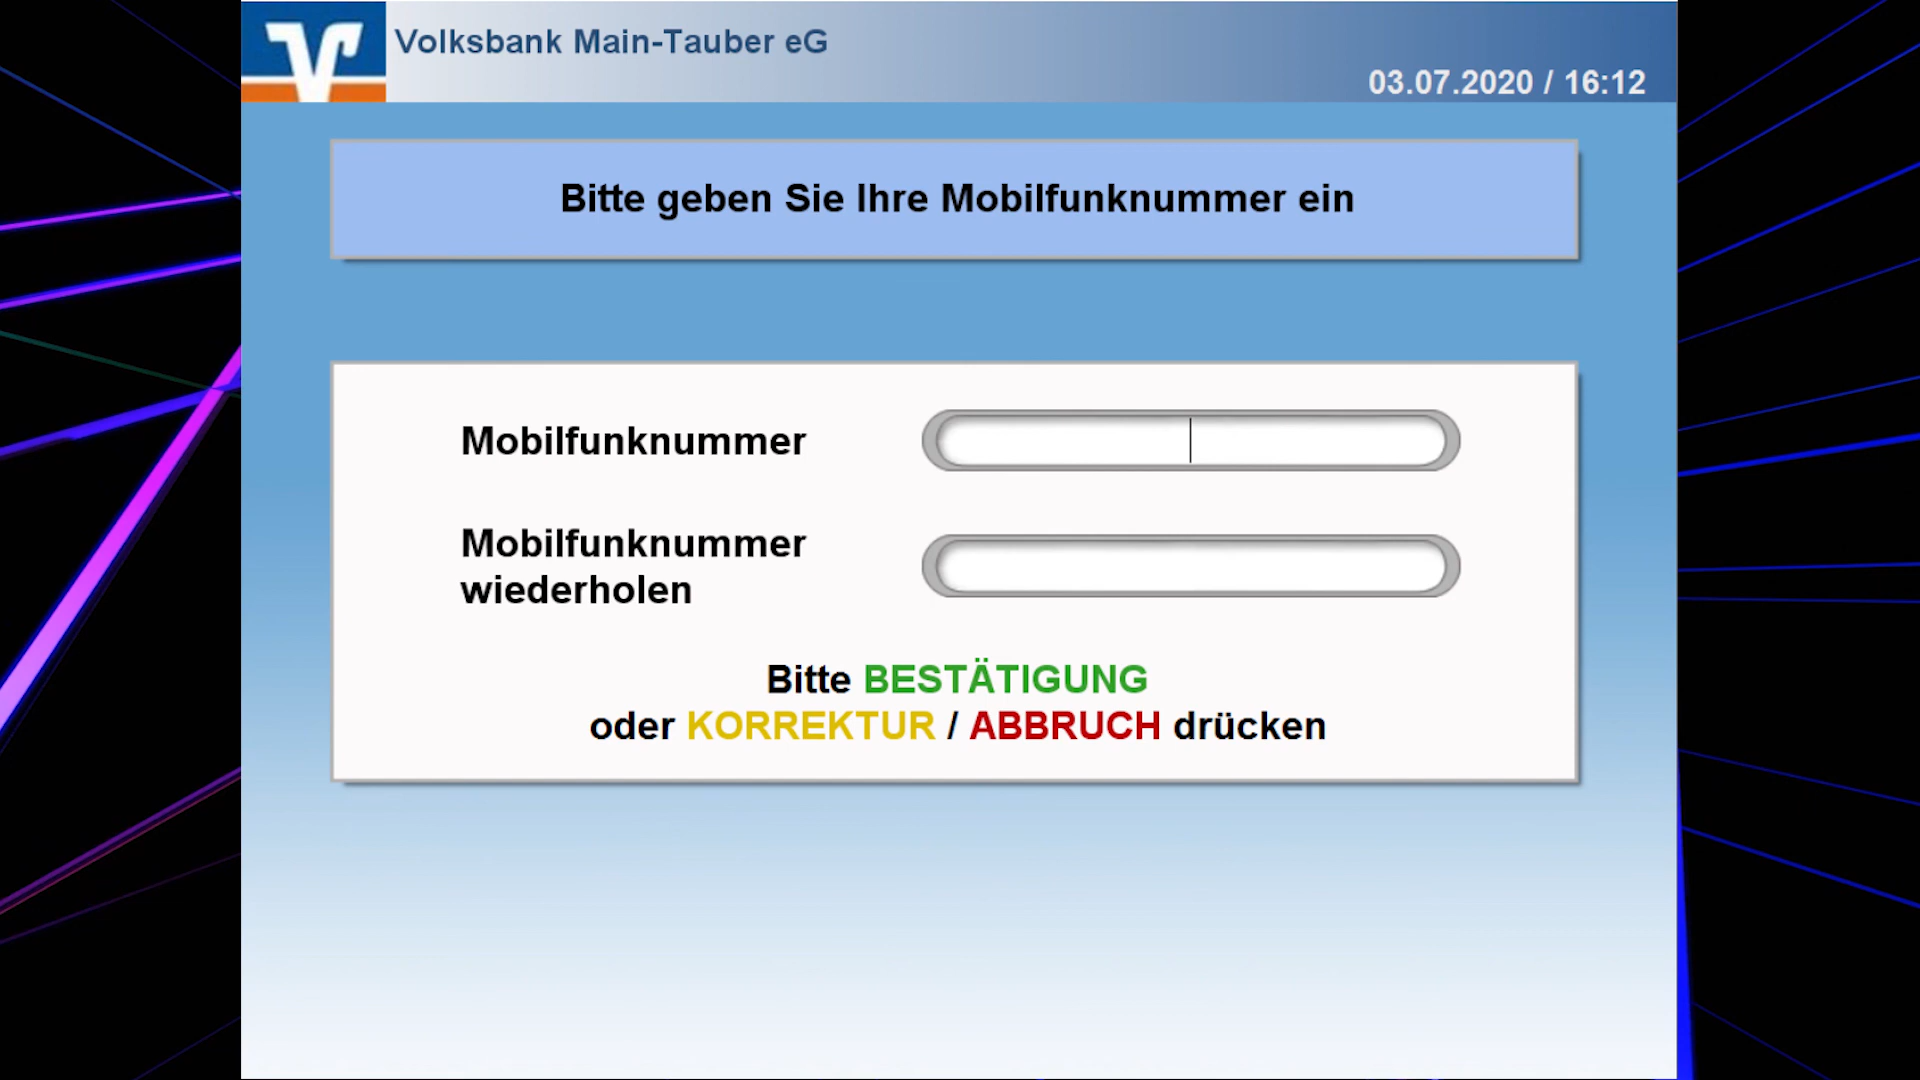 Volksbank Main-Tauber eG
03.07.2020 / 16:12
Bitte geben Sie Ihre Mobilfunknummer ein
Mobilfunknummer
Mobilfunknummer
wiederholen
Bitte BESTÄTIGUNG
oder KORREKTUR / ABBRUCH drücken